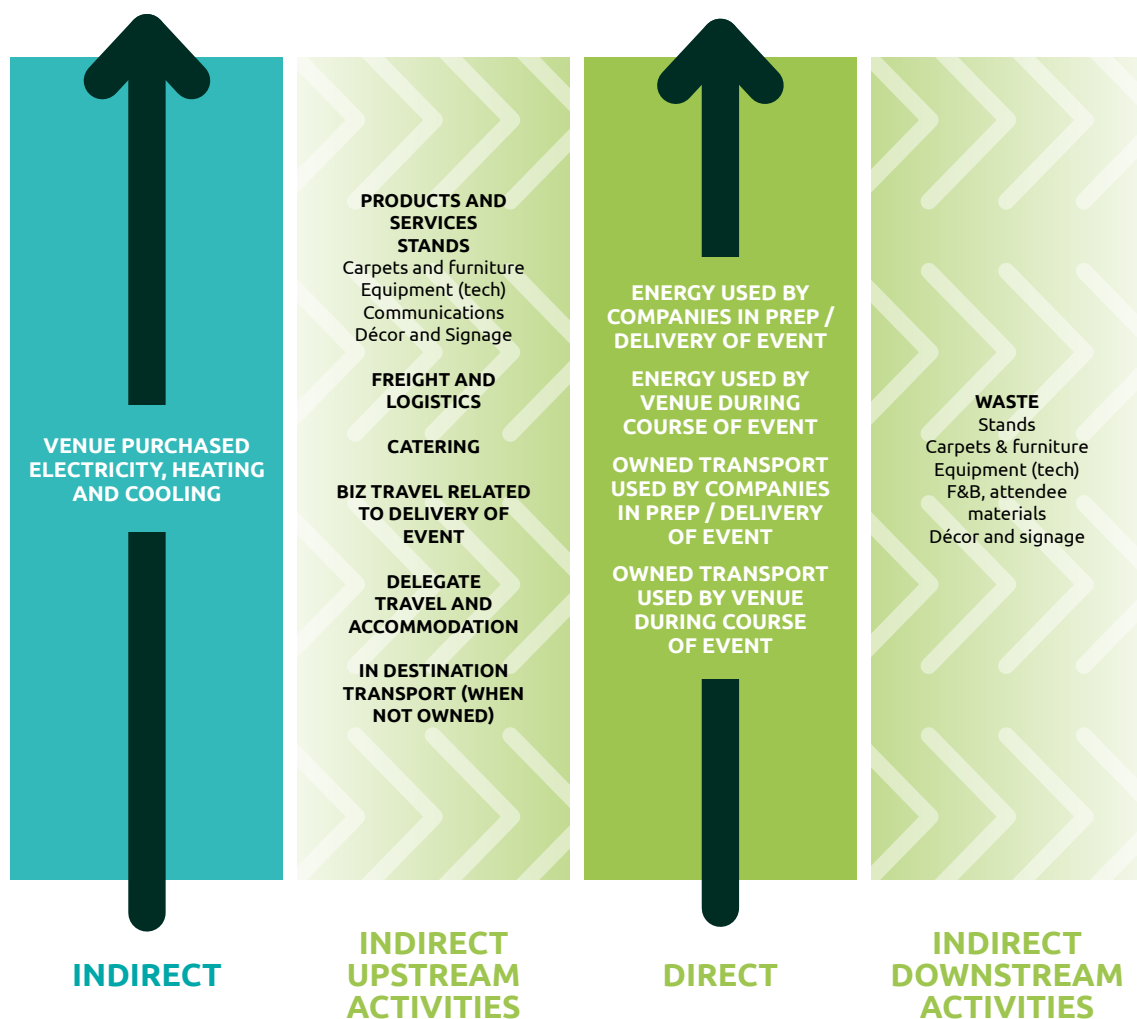 VENUE PURCHASED
ELECTRICITY, HEATING
AND COOLING
INDIRECT
PRODUCTS AND
SERVICES
STANDS
Carpets and furniture
Equipment (tech)
Communications
Décor and Signage
FREIGHT AND
LOGISTICS
CATERING
BIZ TRAVEL RELATED
TO DELIVERY OF
EVENT
DELEGATE
TRAVEL AND
ACCOMMODATION
IN DESTINATION
TRANSPORT (WHEN
NOT OWNED)
INDIRECT
UPSTREAM
ACTIVITIES
ENERGY USED BY
COMPANIES IN PREP /
DELIVERY OF EVENT
ENERGY USED BY
VENUE DURING
COURSE OF EVENT
OWNED TRANSPORT
USED BY COMPANIES
IN PREP / DELIVERY
OF EVENT
OWNED TRANSPORT
USED BY VENUE
DURING COURSE
OF EVENT
DIRECT
WASTE
Stands
Carpets & furniture
Equipment (tech)
F&B, attendee
materials
Décor and signage
INDIRECT
DOWNSTREAM
ACTIVITIES